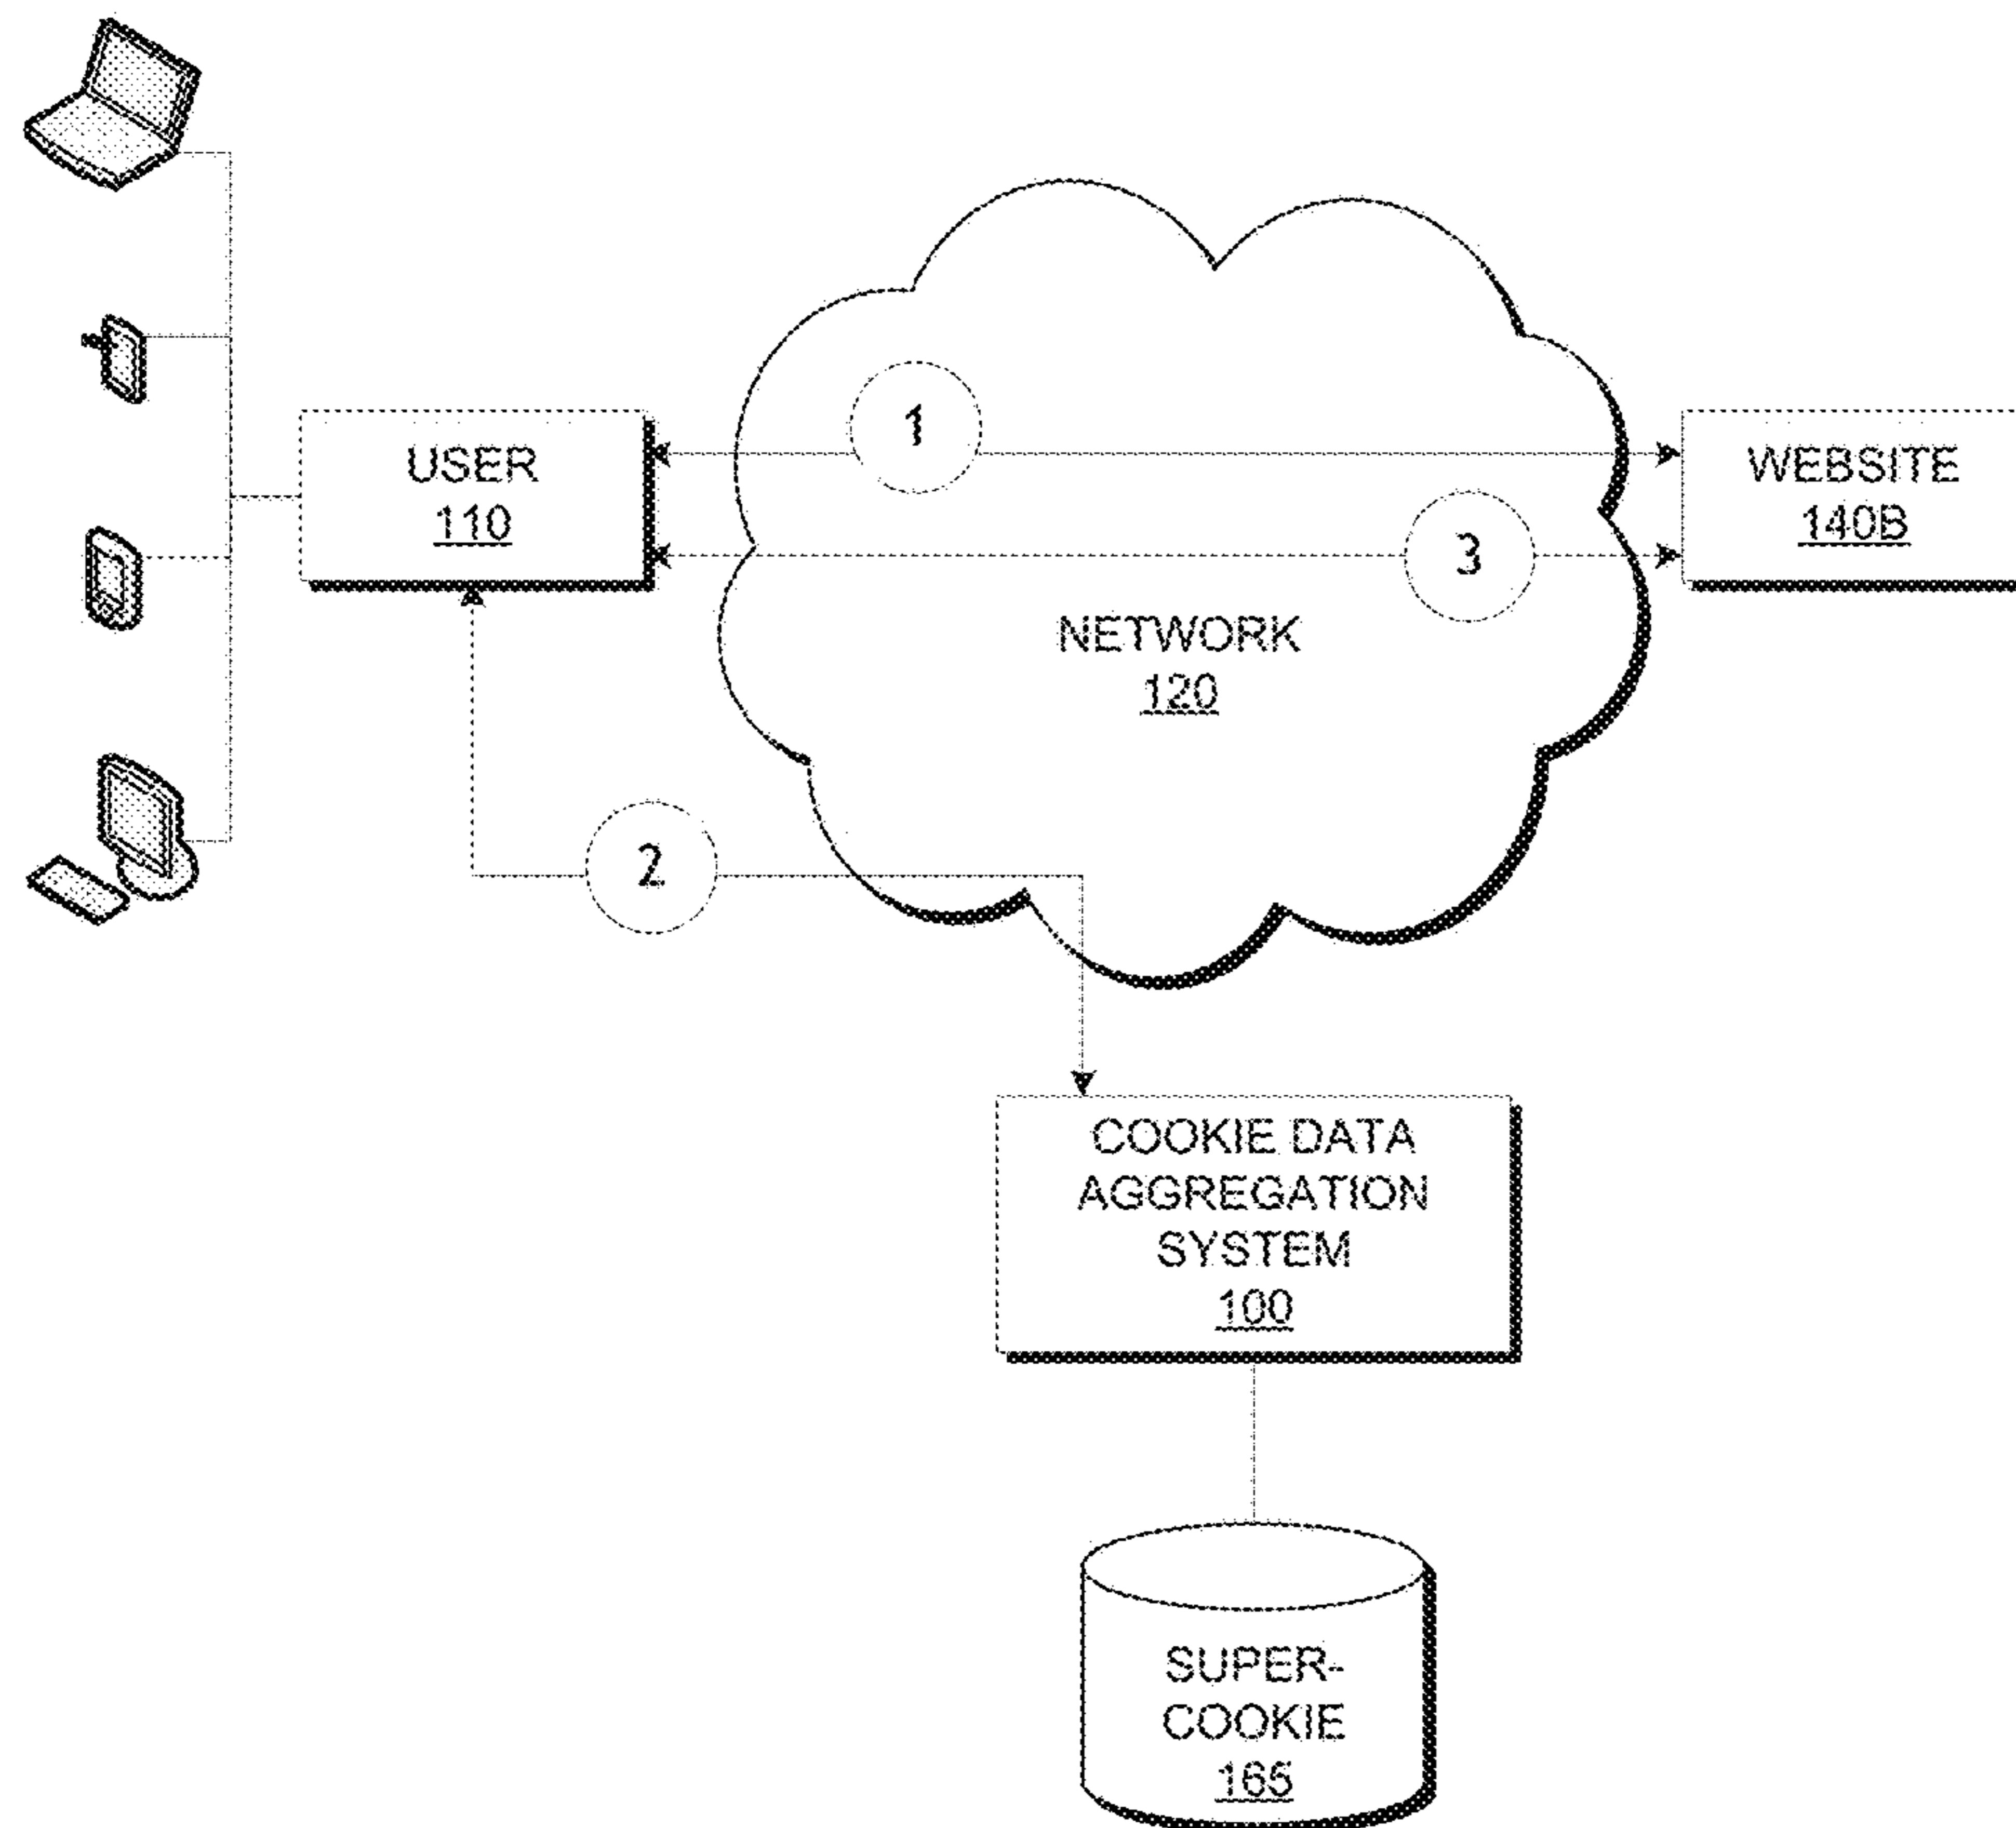 1
USER
110
WEBSITE
140B
3
NETWORK
120
2
COOKIE DATA
AGGREGATION
SYSTEM
100
SUPER-
COOKIE
165